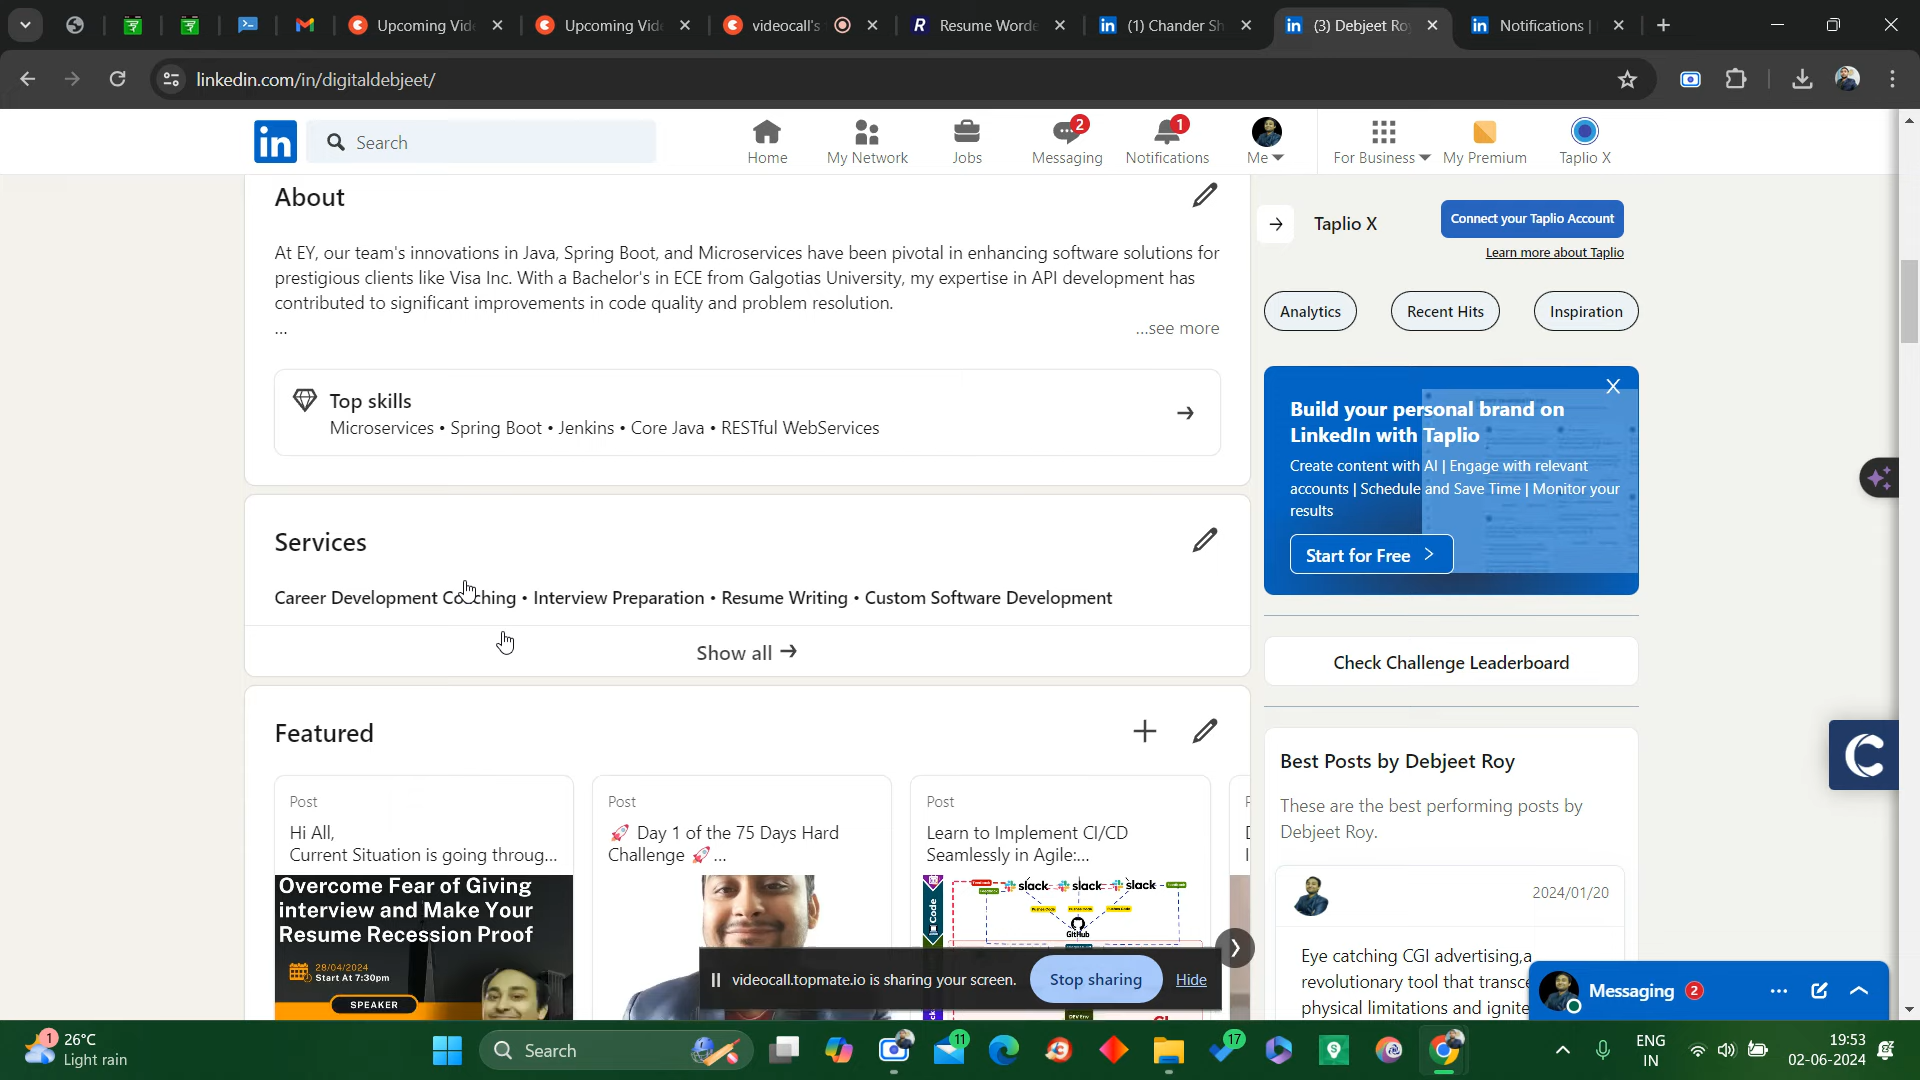 Upcoming Vid
Upcoming Vid
videocall's
Resume Worde
(1) Chander Sh
(3) Debjeet Ro
Notifications |
linkedin.com/in/digitaldebjeet/
Search
Home
My Network
Jobs
2
Messaging
1
Notifications
Me
For Business
My Premium
Taplio X
About
At EY, our team's innovations in Java, Spring Boot, and Microservices have been pivotal in enhancing software solutions for
prestigious clients like Visa Inc. With a Bachelor's in ECE from Galgotias University, my expertise in API development has
contributed to significant improvements in code quality and problem resolution.
...
...see more
Top skills
Microservices • Spring Boot • Jenkins • Core Java • RESTful WebServices
Services
Career Development Coaching • Interview Preparation • Resume Writing • Custom Software Development
Show all
Featured
Post
Hi All,
Current Situation is going throug...
Overcome Fear of Giving
interview and Make Your
Resume Recession Proof
28/04/2024
Start At 7:30pm
SPEAKER
Post
🚀 Day 1 of the 75 Days Hard
Challenge 🚀 ...
Post
Learn to Implement CI/CD
Seamlessly in Agile:...
slack
slack
slack
Code
GitHub
DEV Env
Taplio X
Connect your Taplio Account
Learn more about Taplio
Analytics
Recent Hits
Inspiration
Build your personal brand on
LinkedIn with Taplio
Create content with AI | Engage with relevant
accounts | Schedule and Save Time | Monitor your
results
Start for Free >
Check Challenge Leaderboard
Best Posts by Debjeet Roy
These are the best performing posts by
Debjeet Roy.
2024/01/20
Eye catching CGI advertising,a
revolutionary tool that transce
physical limitations and ignite
Messaging 2
videocall.topmate.io is sharing your screen.
Stop sharing
Hide
1
26°C
Light rain
Search
11
17
ENG
IN
19:53
02-06-2024